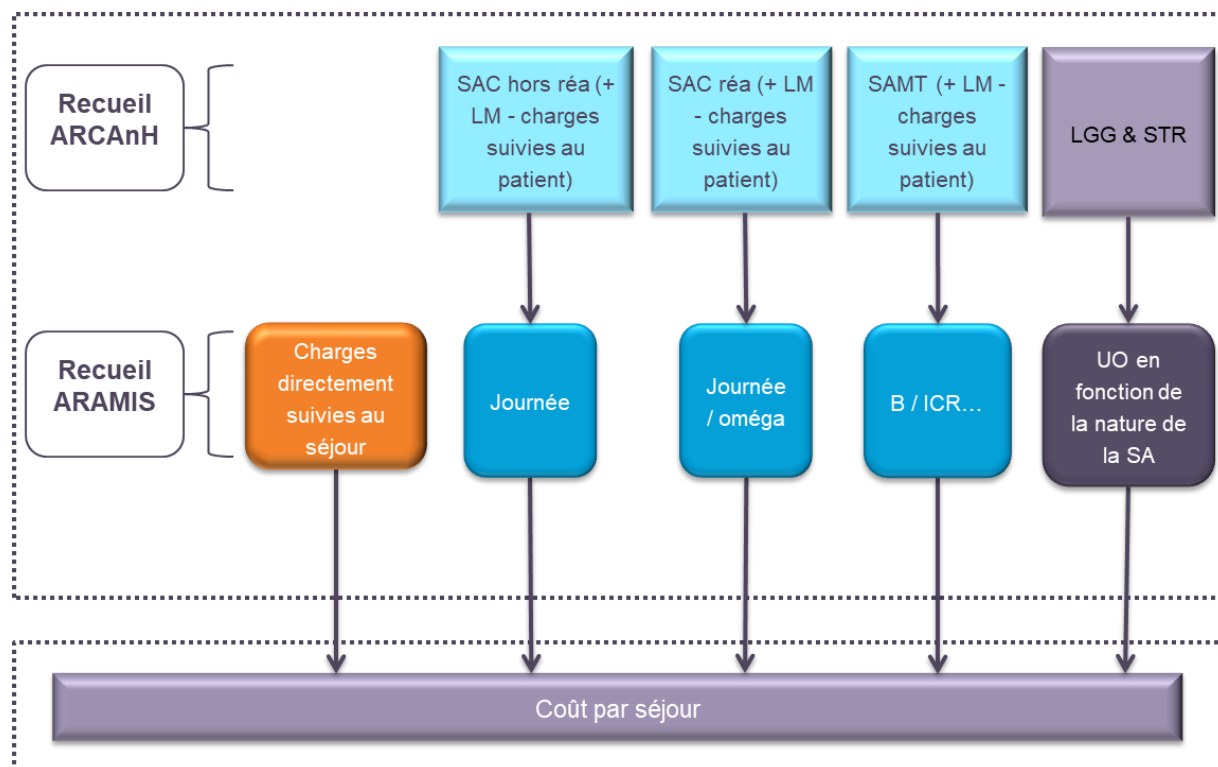 Recueil
ARCAnH
SAC hors réa (+
LM - charges
suivies au
patient)
SAC réa (+ LM
- charges
suivies au
patient)
SAMT (+ LM -
charges
suivies au
patient)
LGG & STR
Recueil
ARAMIS
Charges
directement
suivies au
séjour
Journée
Journée
/ oméga
B / ICR…
UO en
fonction de
la nature de
la SA
Coût par séjour